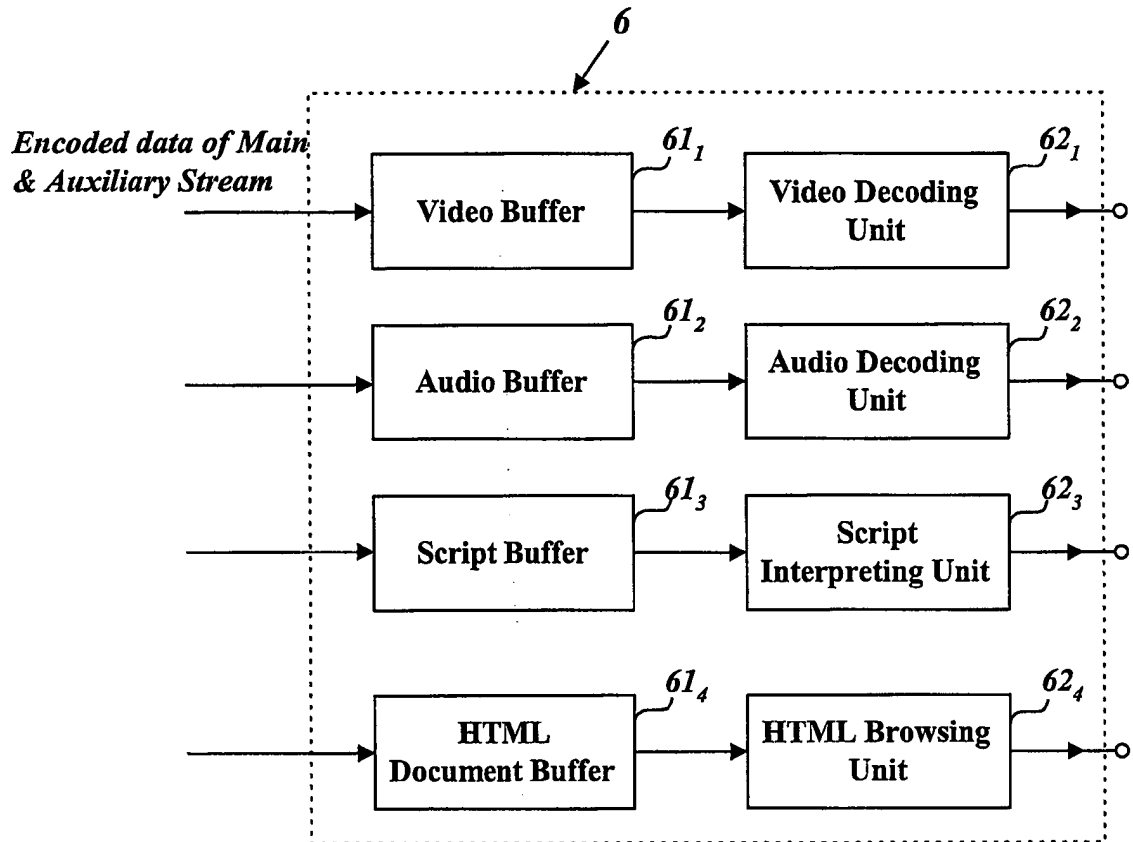 6
Encoded data of Main
& Auxiliary Stream
61₁
62₁
Video Buffer
Video Decoding
Unit
61₂
62₂
Audio Buffer
Audio Decoding
Unit
61₃
62₃
Script Buffer
Script
Interpreting Unit
61₄
62₄
HTML
Document Buffer
HTML Browsing
Unit